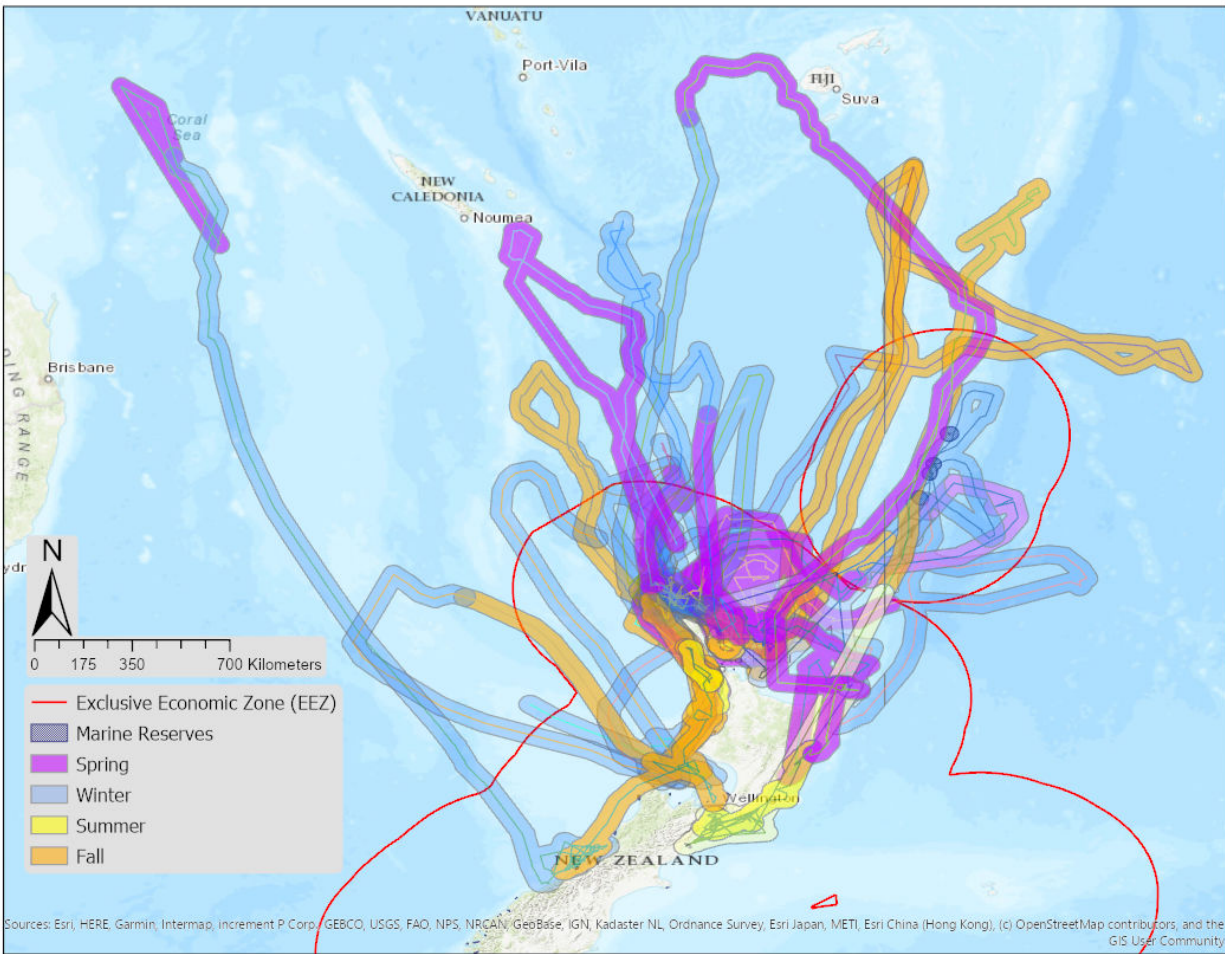 VANUATU
Port-Vila
FIJI
Suva
Coral
Sea
NEW
CALEDONIA
Noumea
Brisbane
DING RANGE
ydn
N
0 175 350 700 Kilometers
Exclusive Economic Zone (EEZ)
Marine Reserves
Spring
Winter
Summer
Fall
Wellington
NEW ZEALAND
Sources: Esri, HERE, Garmin, Intermap, increment P Corp., GEBCO, USGS, FAO, NPS, NRCAN, GeoBase, IGN, Kadaster NL, Ordnance Survey, Esri Japan, METI, Esri China (Hong Kong), (c) OpenStreetMap contributors, and the
GIS User Community